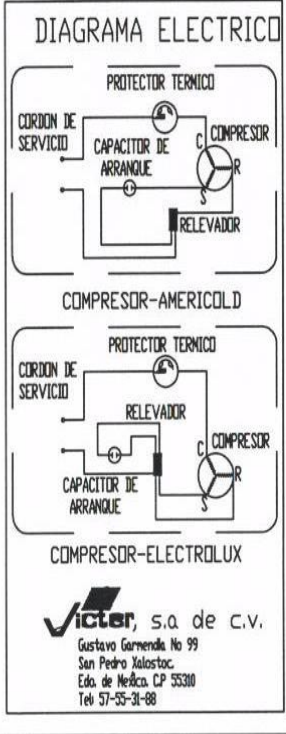 DIAGRAMA ELECTRICO
PROTECTOR TERMICO
CORDON DE
SERVICIO
CAPACITOR DE
ARRANQUE
C
COMPRESOR
R
S
RELEVADOR
COMPRESOR-AMERICOLD
PROTECTOR TERMICO
CORDON DE
SERVICIO
RELEVADOR
C
COMPRESOR
R
S
CAPACITOR DE
ARRANQUE
COMPRESOR-ELECTROLUX
Victer, s.a de c.v.
Gustavo Garmendia No 99
San Pedro Xalostoc
Edo. de Mexico. C.P 55310
Tel: 57-55-31-88